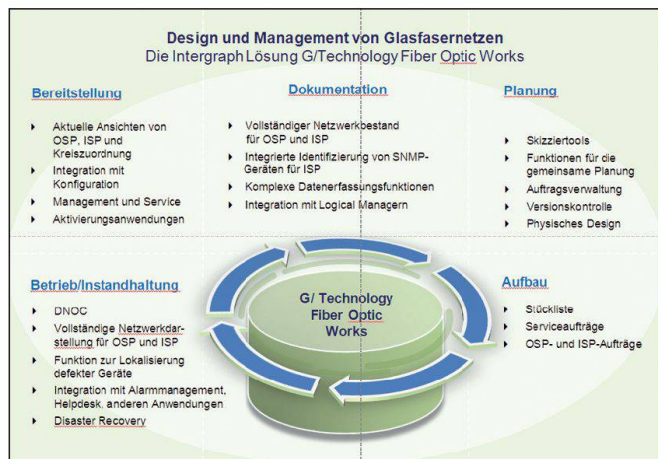 Design und Management von Glasfasernetzen
Die Intergraph Lösung G/Technology Fiber Optic Works
Bereitstellung
Aktuelle Ansichten von
OSP, ISP und
Kreiszuordnung
Integration mit
Konfiguration
Management und Service
Aktivierungsanwendungen
Dokumentation
Vollständiger Netzwerkbestand
für OSP und ISP
Integrierte Identifizierung von SNMP-
Geräten für ISP
Komplexe Datenerfassungsfunktionen
Integration mit Logical Managern
Planung
Skizziertools
Funktionen für die
gemeinsame Planung
Auftragsverwaltung
Versionskontrolle
Physisches Design
Betrieb/Instandhaltung
DNOC
Vollständige Netzwerkdar-
stellung für OSP und ISP
Funktion zur Lokalisierung
defekter Geräte
Integration mit Alarmmanagement,
Helpdesk, anderen Anwendungen
Disaster Recovery
G/ Technology
Fiber Optic
Works
Aufbau
Stückliste
Serviceaufträge
OSP- und ISP-Aufträge